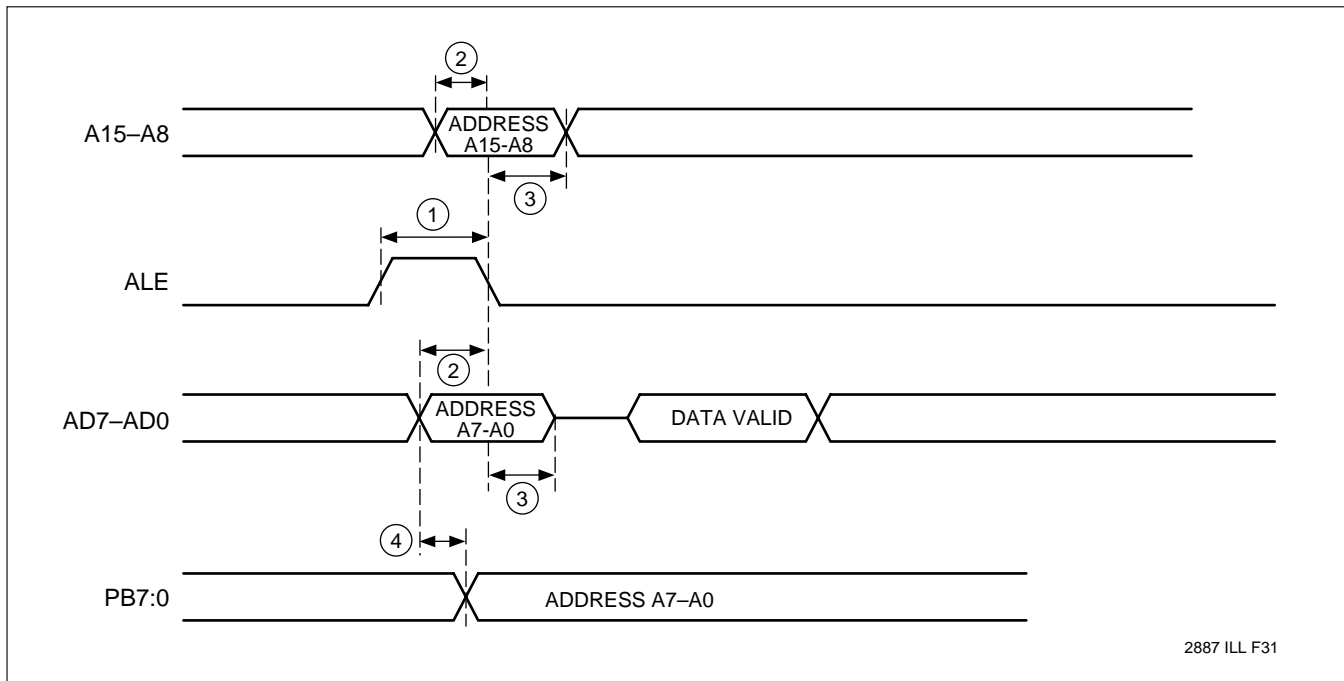 2
A15–A8
ADDRESS
A15-A8
3
1
ALE
2
AD7–AD0
ADDRESS
A7-A0
DATA VALID
3
4
PB7:0
ADDRESS A7–A0
2887 ILL F31